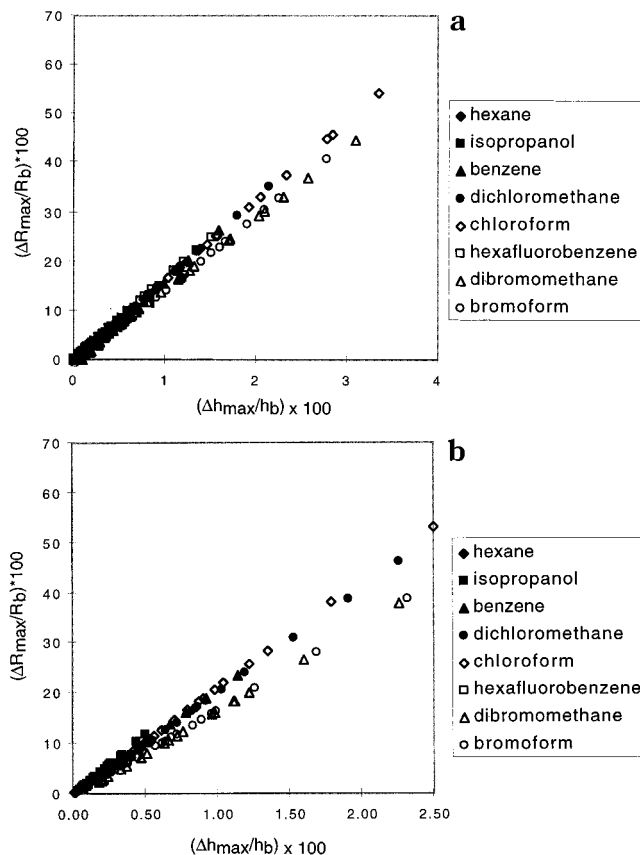 a
70
60
50
40
30
20
10
0
(ΔRmax/Rb)*100
0 1 2 3 4
(Δhmax/hb) x 100
hexane
isopropanol
benzene
dichloromethane
chloroform
hexafluorobenzene
dibromomethane
bromoform
b
70
60
50
40
30
20
10
0
(ΔRmax/Rb)*100
0.00 0.50 1.00 1.50 2.00 2.50
(Δhmax/hb) x 100
hexane
isopropanol
benzene
dichloromethane
chloroform
hexafluorobenzene
dibromomethane
bromoform